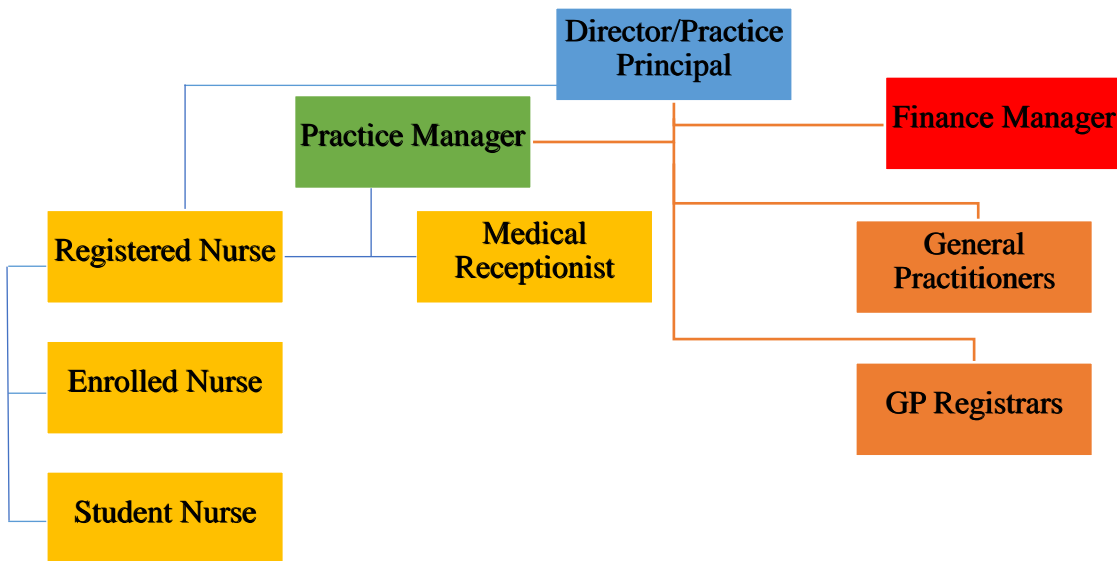 Director/Practice
Principal
Practice Manager
Finance Manager
Registered Nurse
Medical
Receptionist
General
Practitioners
Enrolled Nurse
GP Registrars
Student Nurse